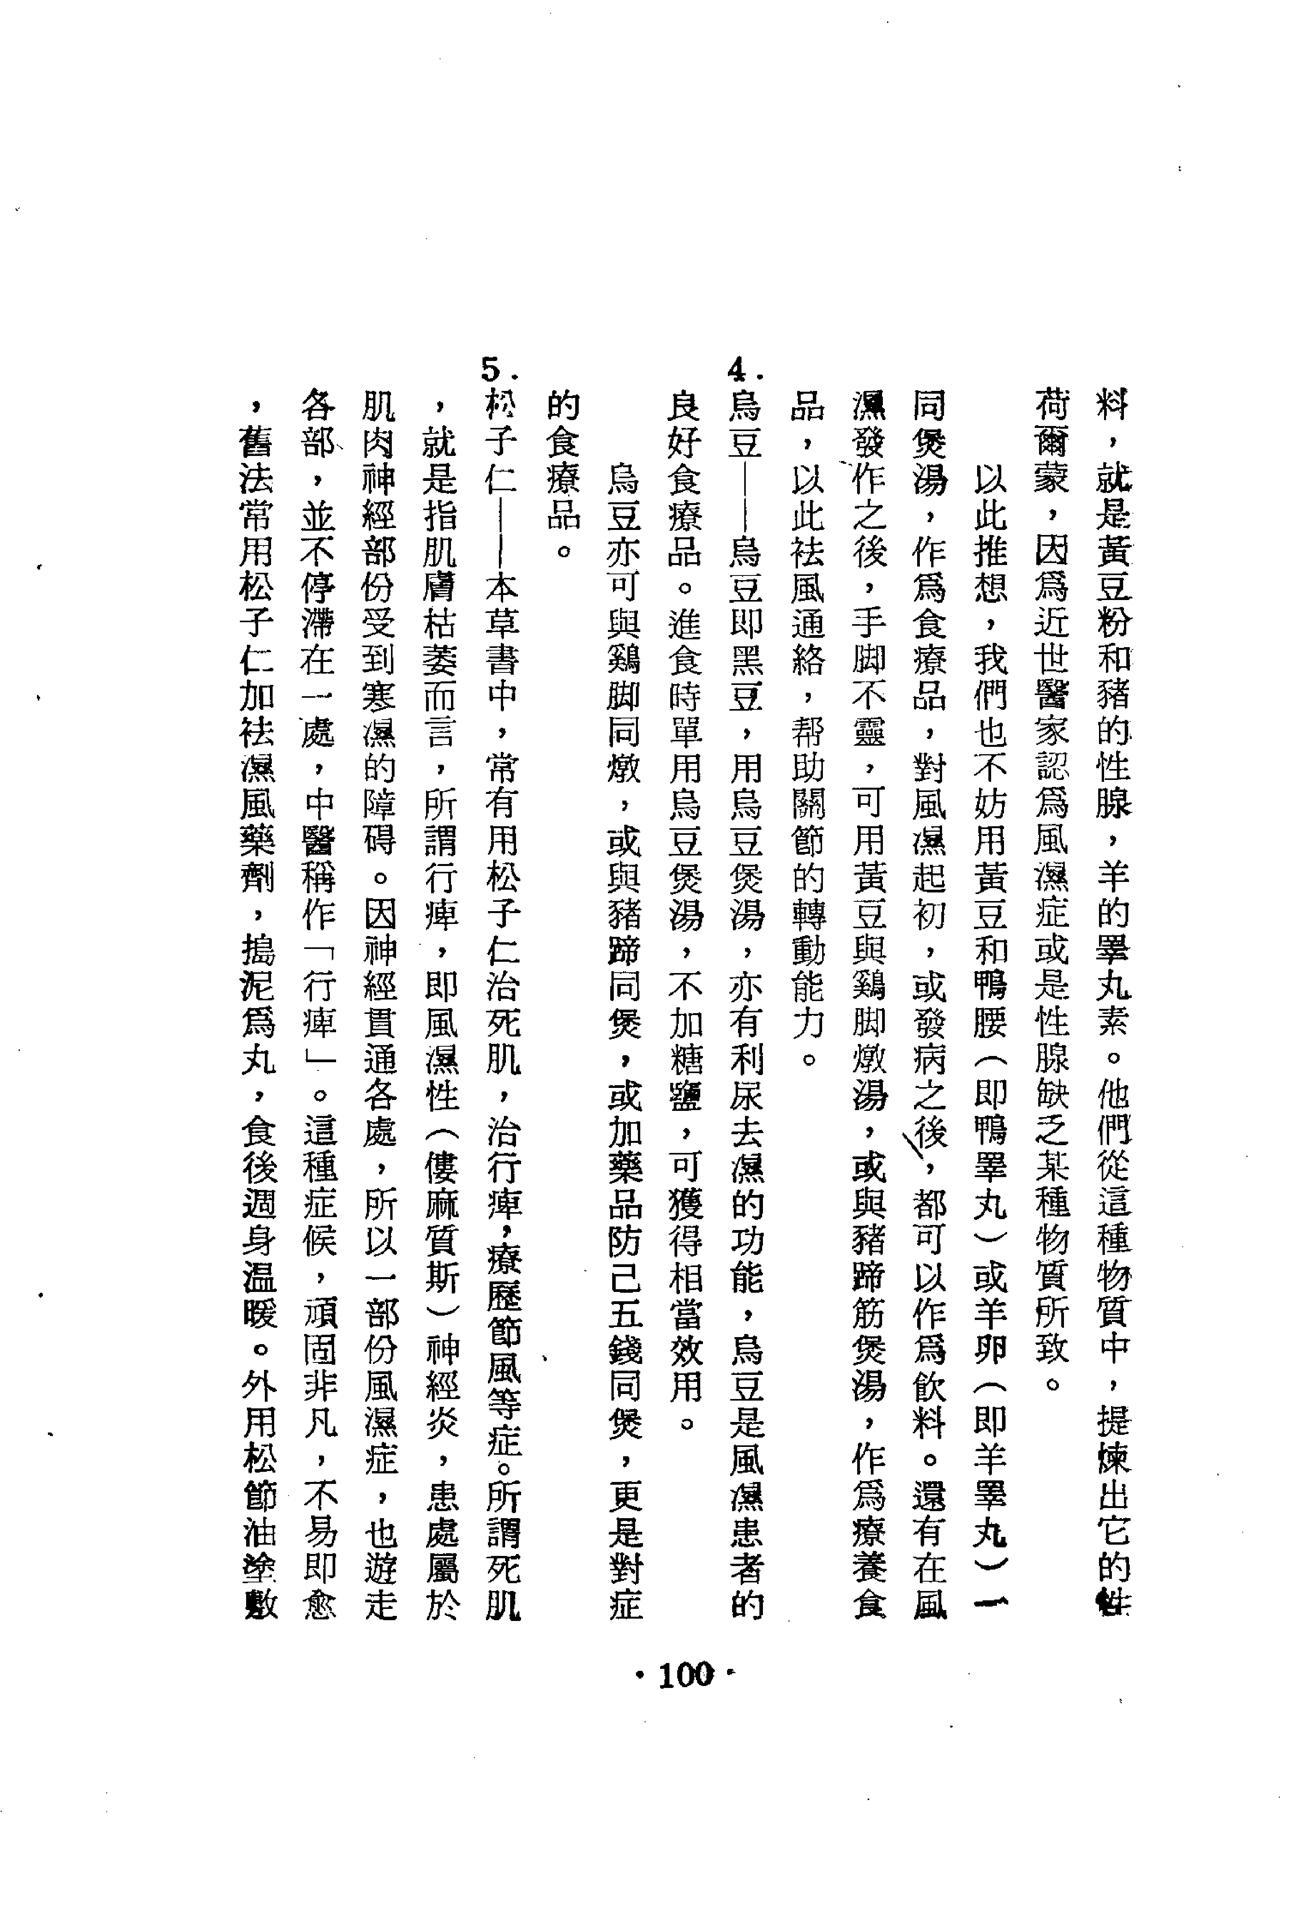 料，就是黃豆粉和豬的性腺，羊的睪丸素。他們從這種物質中，提煉出它的性
荷爾蒙，因爲近世醫家認爲風濕症或是性腺缺乏某種物質所致。
以此推想，我們也不妨用黃豆和鴨腰（即鴨睪丸）或羊卵（即羊睪丸）一
同煲湯，作爲食療品，對風濕起初，或發病之後，都可以作爲飲料。還有在風
濕發作之後，手脚不靈，可用黃豆與鷄脚燉湯，或與豬蹄筋煲湯，作爲療養食
品，以此袪風通絡，帮助關節的轉動能力。
4．烏豆——烏豆即黑豆，用烏豆煲湯，亦有利尿去濕的功能，烏豆是風濕患者的
良好食療品。進食時單用烏豆煲湯，不加糖鹽，可獲得相當效用。
烏豆亦可與鷄脚同燉，或與豬蹄同煲，或加藥品防己五錢同煲，更是對症
的食療品。
5．松子仁——本草書中，常有用松子仁治死肌，治行痺，療歷節風等症。所謂死肌
，就是指肌膚枯萎而言，所謂行痺，即風濕性（僂麻質斯）神經炎，患處屬於
肌肉神經部份受到寒濕的障碍。因神經貫通各處，所以一部份風濕症，也遊走
各部，並不停滯在一處，中醫稱作「行痺」。這種症候，頑固非凡，不易即愈
，舊法常用松子仁加袪濕風藥劑，搗泥爲丸，食後週身温暖。外用松節油塗敷
・100・